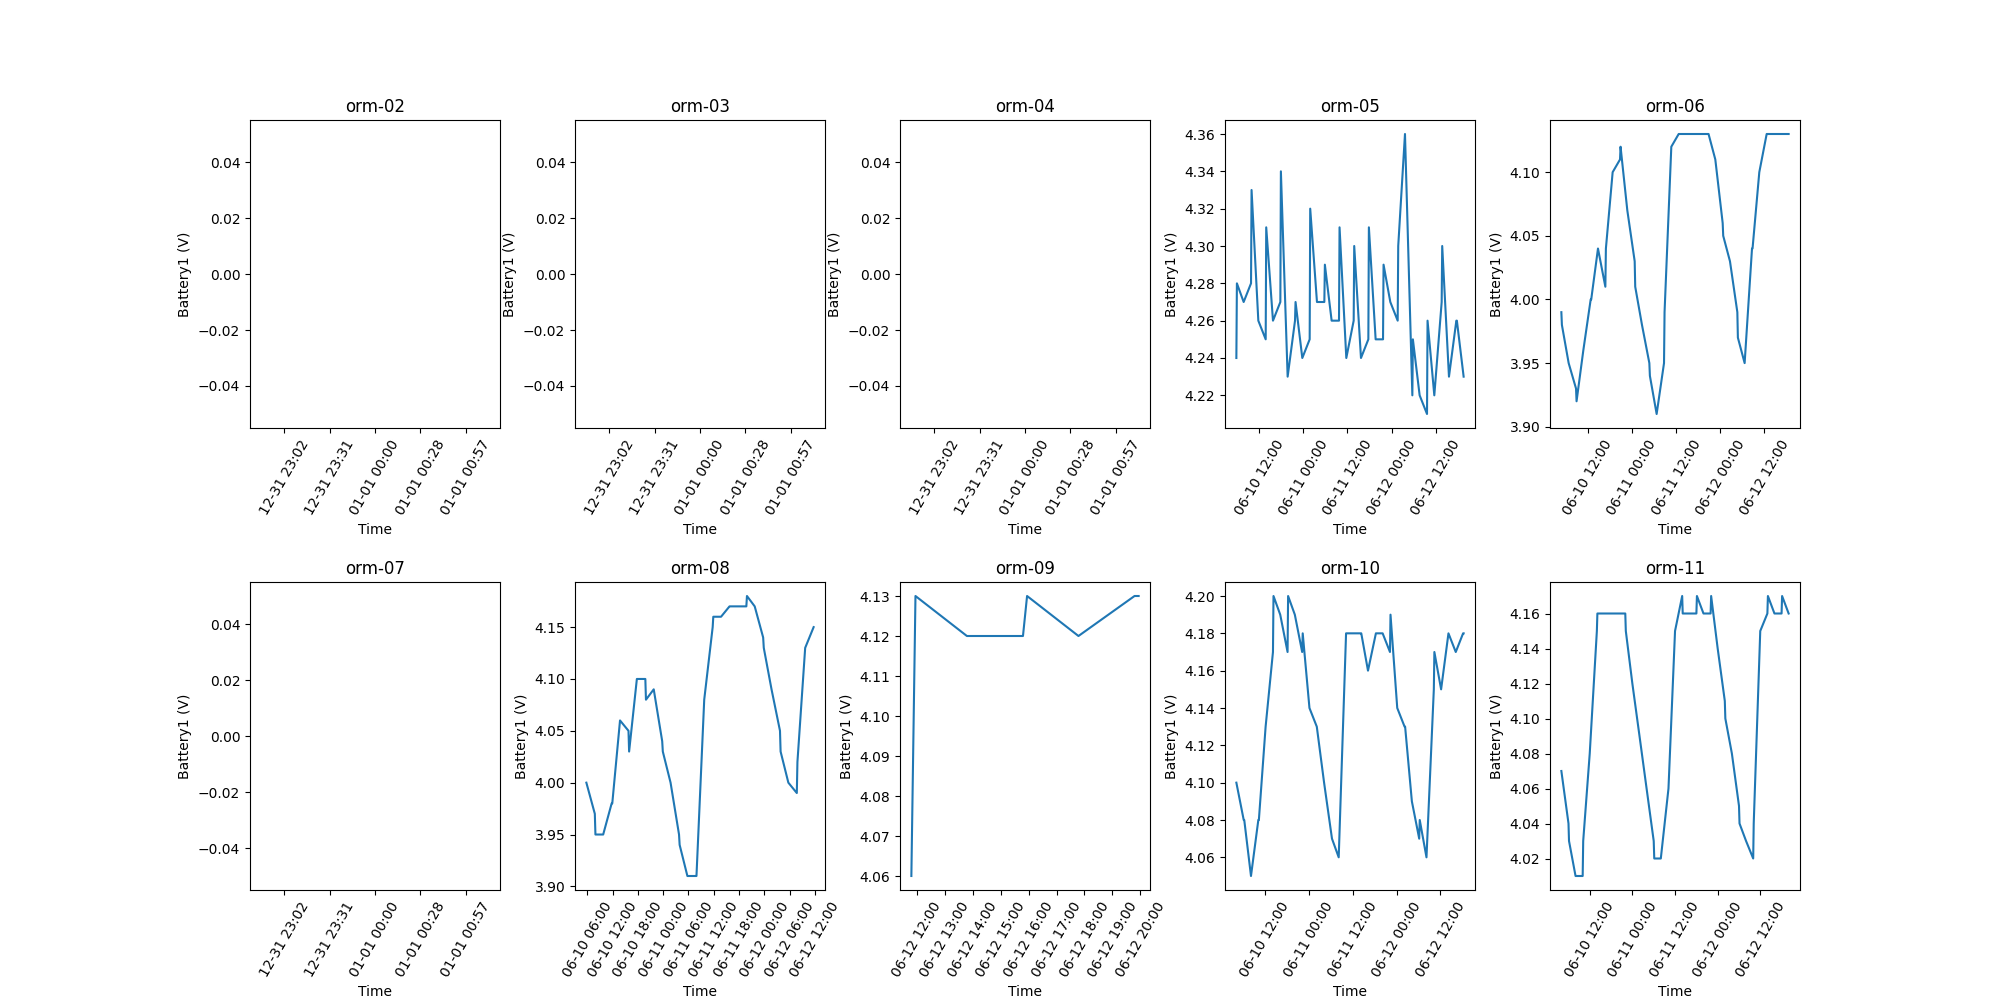 orm-02 orm-03 orm-04 orm-05 orm-06
Battery1 (V)
0.04
0.02
0.00
−0.02
−0.04
12-31 23:02 12-31 23:31 01-01 00:00 01-01 00:28 01-01 00:57
Time
Battery1 (V)
0.04
0.02
0.00
−0.02
−0.04
12-31 23:02 12-31 23:31 01-01 00:00 01-01 00:28 01-01 00:57
Time
Battery1 (V)
0.04
0.02
0.00
−0.02
−0.04
12-31 23:02 12-31 23:31 01-01 00:00 01-01 00:28 01-01 00:57
Time
Battery1 (V)
4.36
4.34
4.32
4.30
4.28
4.26
4.24
4.22
06-10 12:00 06-11 00:00 06-11 12:00 06-12 00:00 06-12 12:00
Time
Battery1 (V)
4.10
4.05
4.00
3.95
3.90
06-10 12:00 06-11 00:00 06-11 12:00 06-12 00:00 06-12 12:00
Time
orm-07 orm-08 orm-09 orm-10 orm-11
Battery1 (V)
0.04
0.02
0.00
−0.02
−0.04
12-31 23:02 12-31 23:31 01-01 00:00 01-01 00:28 01-01 00:57
Time
Battery1 (V)
4.15
4.10
4.05
4.00
3.95
3.90
06-10 06:00 06-10 12:00 06-10 18:00 06-11 00:00 06-11 06:00 06-11 12:00 06-11 18:00 06-12 00:00 06-12 06:00 06-12 12:00
Time
Battery1 (V)
4.13
4.12
4.11
4.10
4.09
4.08
4.07
4.06
06-12 12:00 06-12 13:00 06-12 14:00 06-12 15:00 06-12 16:00 06-12 17:00 06-12 18:00 06-12 19:00 06-12 20:00
Time
Battery1 (V)
4.20
4.18
4.16
4.14
4.12
4.10
4.08
4.06
06-10 12:00 06-11 00:00 06-11 12:00 06-12 00:00 06-12 12:00
Time
Battery1 (V)
4.16
4.14
4.12
4.10
4.08
4.06
4.04
4.02
06-10 12:00 06-11 00:00 06-11 12:00 06-12 00:00 06-12 12:00
Time